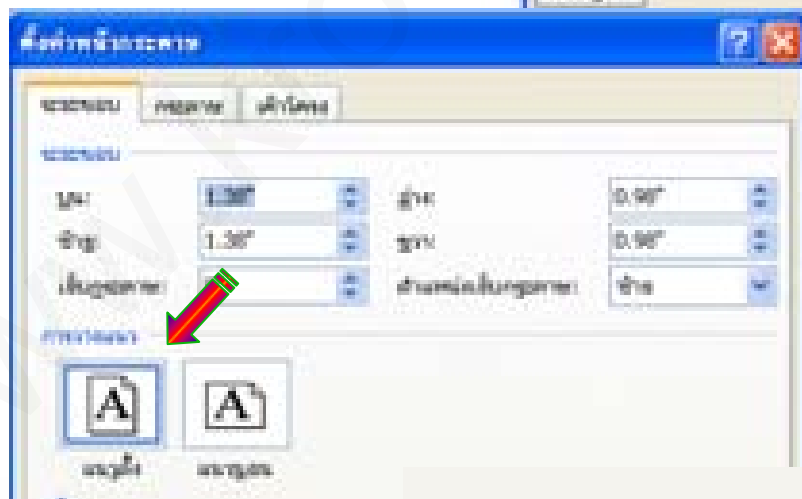 ตั้งค่าหน้ากระดาษ
ระยะขอบ กระดาษ เค้าโครง
ระยะขอบ
บน: 1.38" ล่าง: 0.98"
ซ้าย: 1.38" ขวา: 0.98"
เย็บกระดาษ: ตำแหน่งเย็บกระดาษ: ซ้าย
การวางแนว
A A
แนวตั้ง แนวนอน